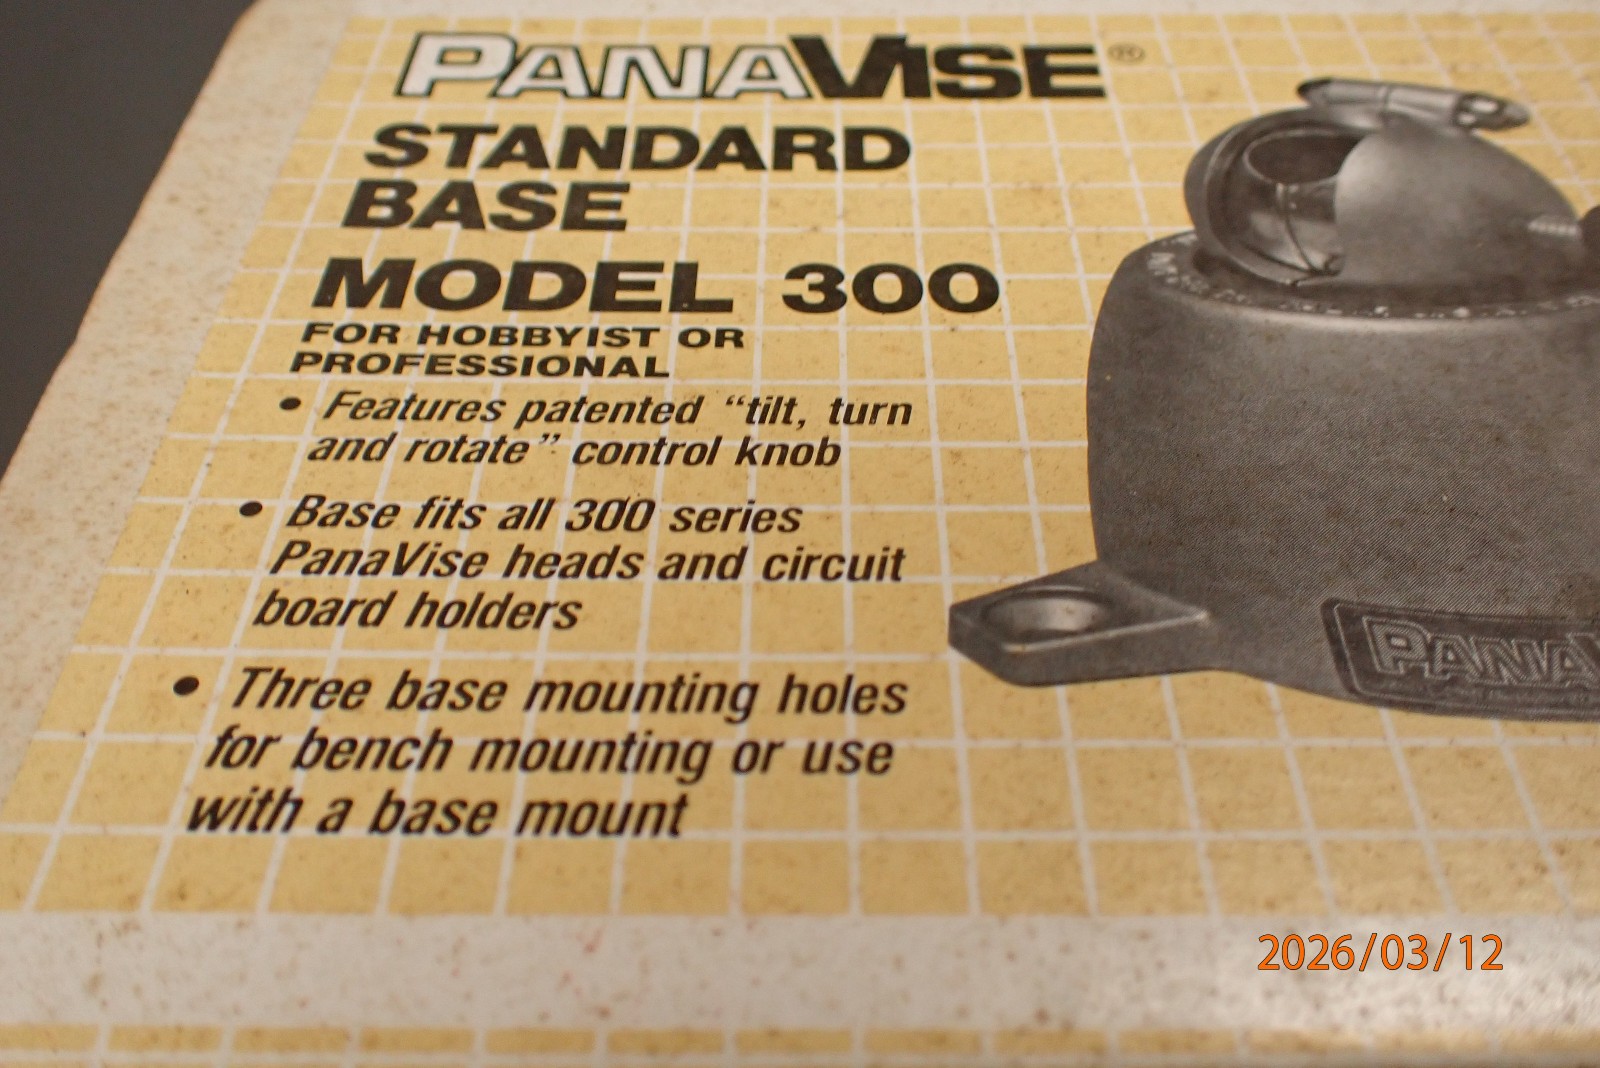 PANAVISE®
STANDARD
BASE
MODEL 300
FOR HOBBYIST OR
PROFESSIONAL
• Features patented “tilt, turn
and rotate” control knob
• Base fits all 300 series
PanaVise heads and circuit
board holders
• Three base mounting holes
for bench mounting or use
with a base mount
PANAV
2026/03/12